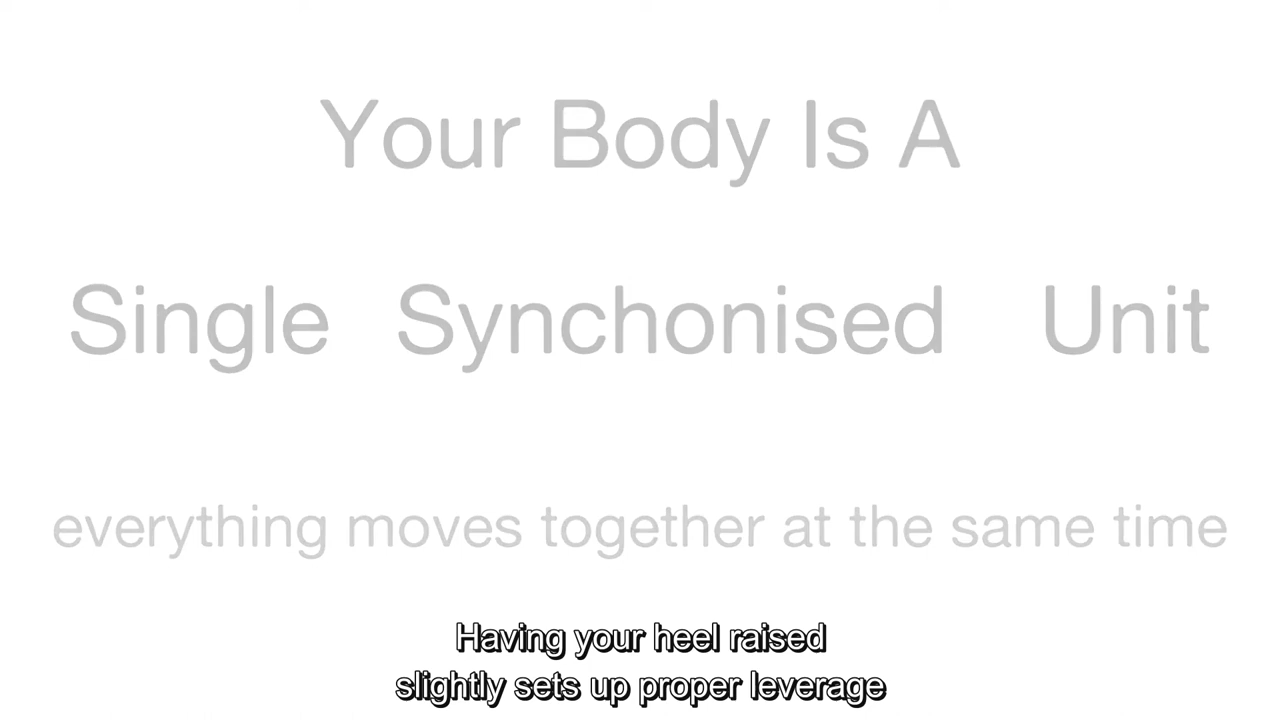 Your Body Is A
Single Synchonised Unit
everything moves together at the same time
Having your heel raised
slightly sets up proper leverage